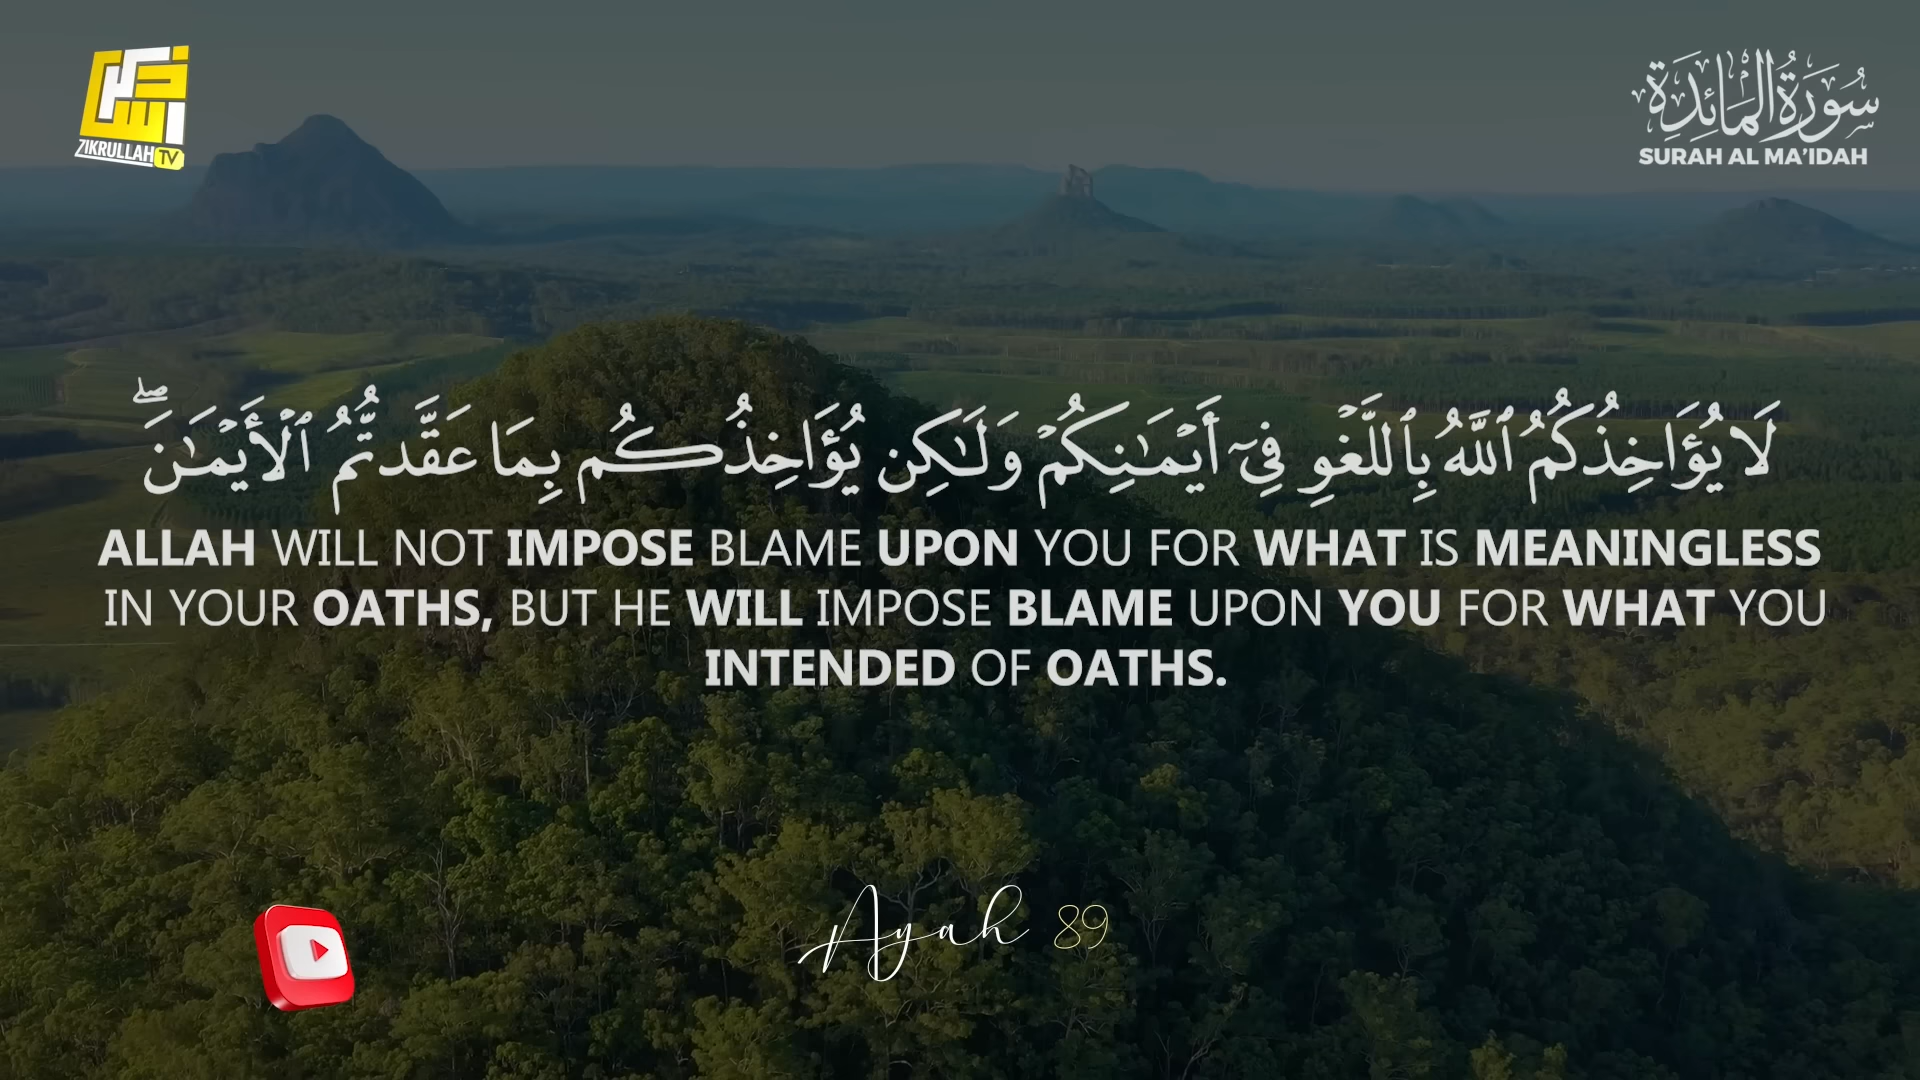 ZIKRULLAH TV
سُورَةُ الْمَائِدَةِ
SURAH AL MA'IDAH
لَا يُؤَاخِذُكُمُ ٱللَّهُ بِٱللَّغْوِ فِىٓ أَيْمَـٰنِكُمْ وَلَـٰكِن يُؤَاخِذُكُم بِمَا عَقَّدتُّمُ ٱلْأَيْمَـٰنَ ۖ
ALLAH WILL NOT IMPOSE BLAME UPON YOU FOR WHAT IS MEANINGLESS
IN YOUR OATHS, BUT HE WILL IMPOSE BLAME UPON YOU FOR WHAT YOU
INTENDED OF OATHS.
Ayah 89